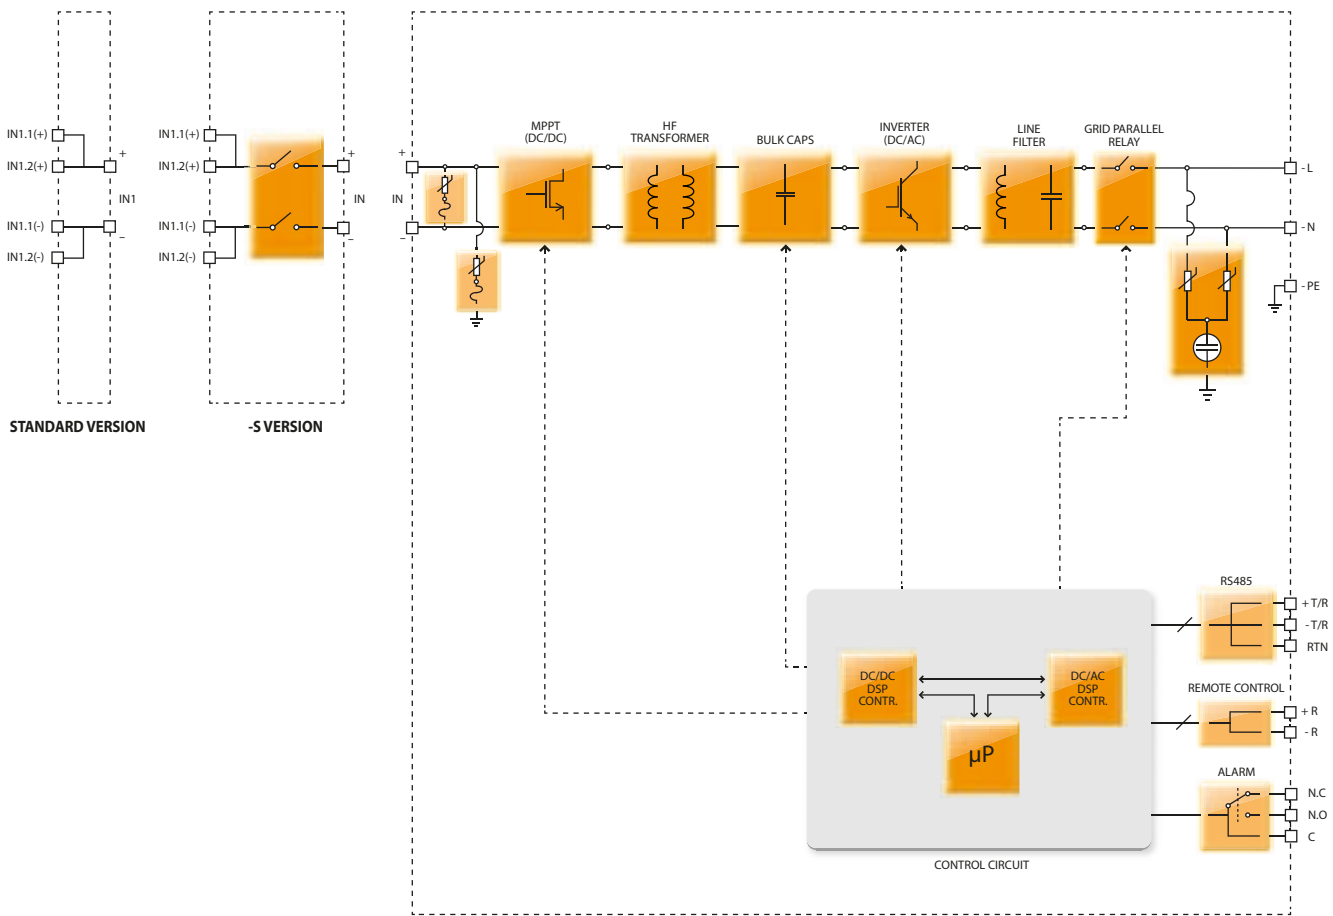 IN1.1(+)
IN1.2(+)
+
IN1
IN1.1(-)
IN1.2(-)
–
STANDARD VERSION
IN1.1(+)
IN1.2(+)
+
IN
IN1.1(-)
IN1.2(-)
–
-S VERSION
+
IN
–
MPPT
(DC/DC)
HF
TRANSFORMER
BULK CAPS
INVERTER
(DC/AC)
LINE
FILTER
GRID PARALLEL
RELAY
- L
- N
- PE
RS485
+ T/R
- T/R
RTN
REMOTE CONTROL
+ R
- R
ALARM
N.C
N.O
C
DC/DC
DSP
CONTR.
DC/AC
DSP
CONTR.
µP
CONTROL CIRCUIT